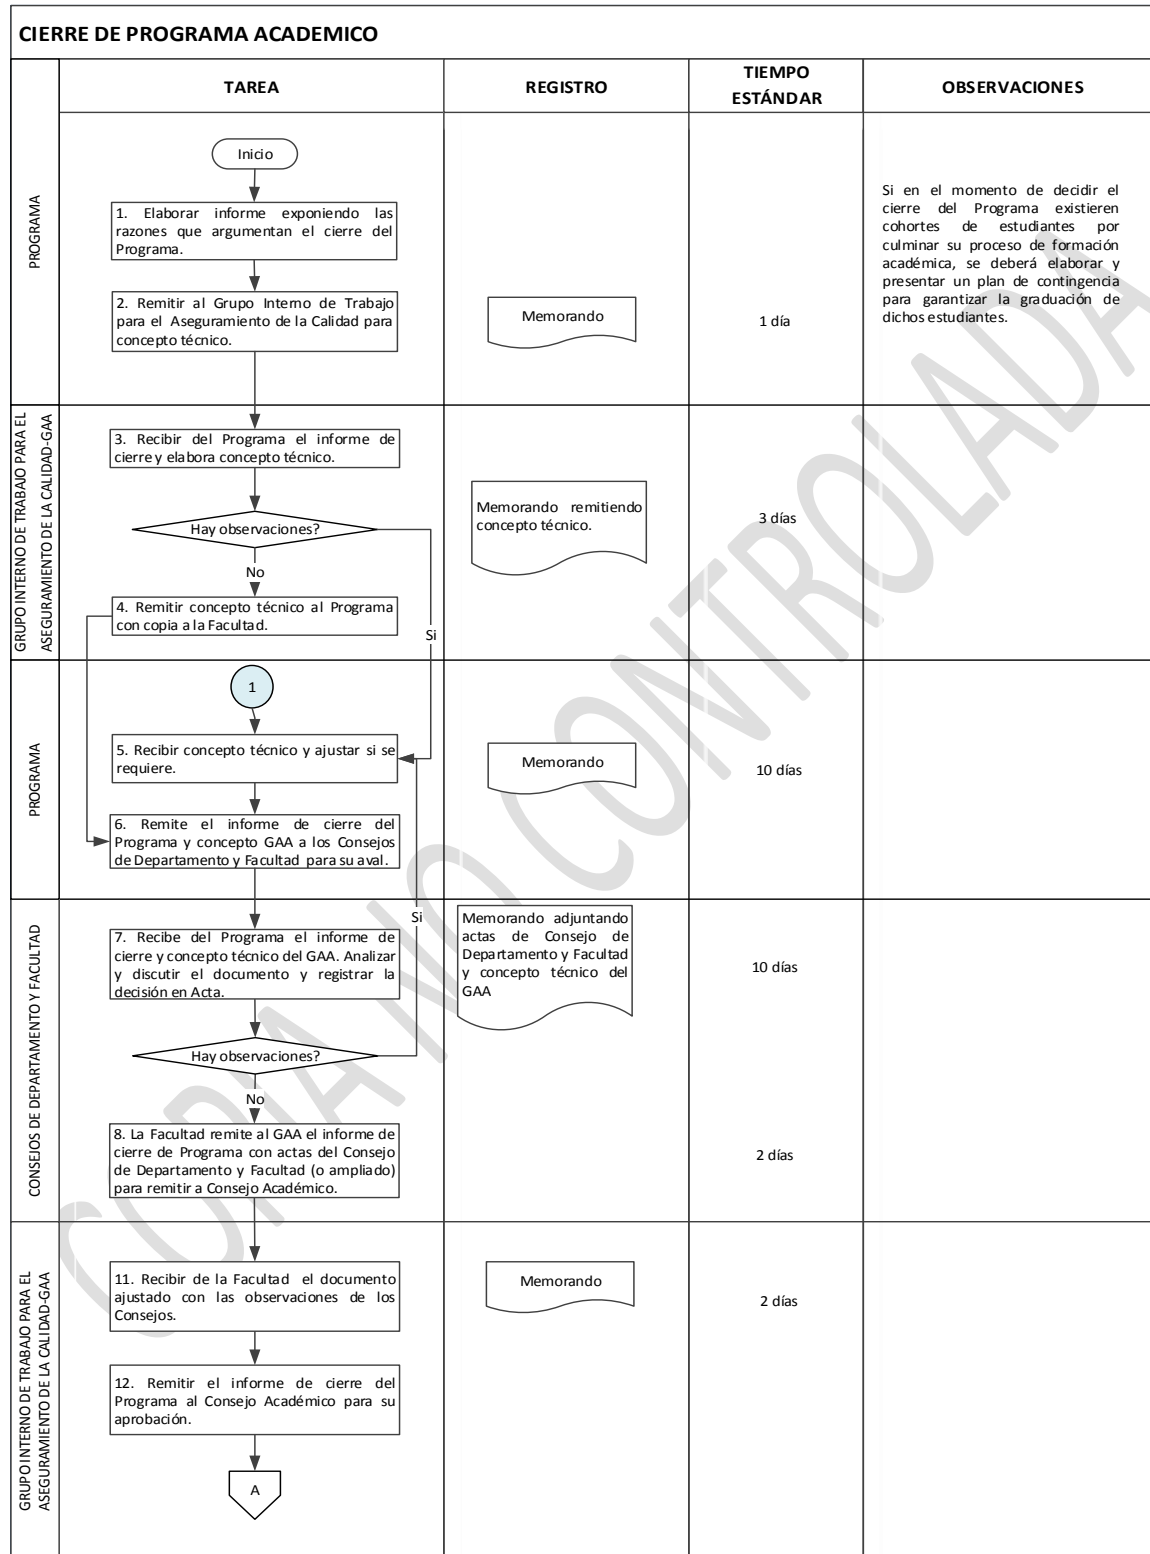 CIERRE DE PROGRAMA ACADEMICO
TAREA
REGISTRO
TIEMPO
ESTÁNDAR
OBSERVACIONES
PROGRAMA
Inicio
1. Elaborar informe exponiendo las
razones que argumentan el cierre del
Programa.
2. Remitir al Grupo Interno de Trabajo
para el Aseguramiento de la Calidad para
concepto técnico.
Memorando
1 día
Si en el momento de decidir el
cierre del Programa existieren
cohortes de estudiantes por
culminar su proceso de formación
académica, se deberá elaborar y
presentar un plan de contingencia
para garantizar la graduación de
dichos estudiantes.
GRUPO INTERNO DE TRABAJO PARA EL
ASEGURAMIENTO DE LA CALIDAD-GAA
3. Recibir del Programa el informe de
cierre y elabora concepto técnico.
Hay observaciones?
No
Si
4. Remitir concepto técnico al Programa
con copia a la Facultad.
Memorando remitiendo
concepto técnico.
3 días
PROGRAMA
1
5. Recibir concepto técnico y ajustar si se
requiere.
6. Remite el informe de cierre del
Programa y concepto GAA a los Consejos
de Departamento y Facultad para su aval.
Memorando
10 días
CONSEJOS DE DEPARTAMENTO Y FACULTAD
7. Recibe del Programa el informe de
cierre y concepto técnico del GAA. Analizar
y discutir el documento y registrar la
decisión en Acta.
Si
Hay observaciones?
No
8. La Facultad remite al GAA el informe de
cierre de Programa con actas del Consejo
de Departamento y Facultad (o ampliado)
para remitir a Consejo Académico.
Memorando adjuntando
actas de Consejo de
Departamento y Facultad
y concepto técnico del
GAA
10 días
2 días
GRUPO INTERNO DE TRABAJO PARA EL
ASEGURAMIENTO DE LA CALIDAD-GAA
11. Recibir de la Facultad el documento
ajustado con las observaciones de los
Consejos.
12. Remitir el informe de cierre del
Programa al Consejo Académico para su
aprobación.
A
Memorando
2 días
COPIA NO CONTROLADA